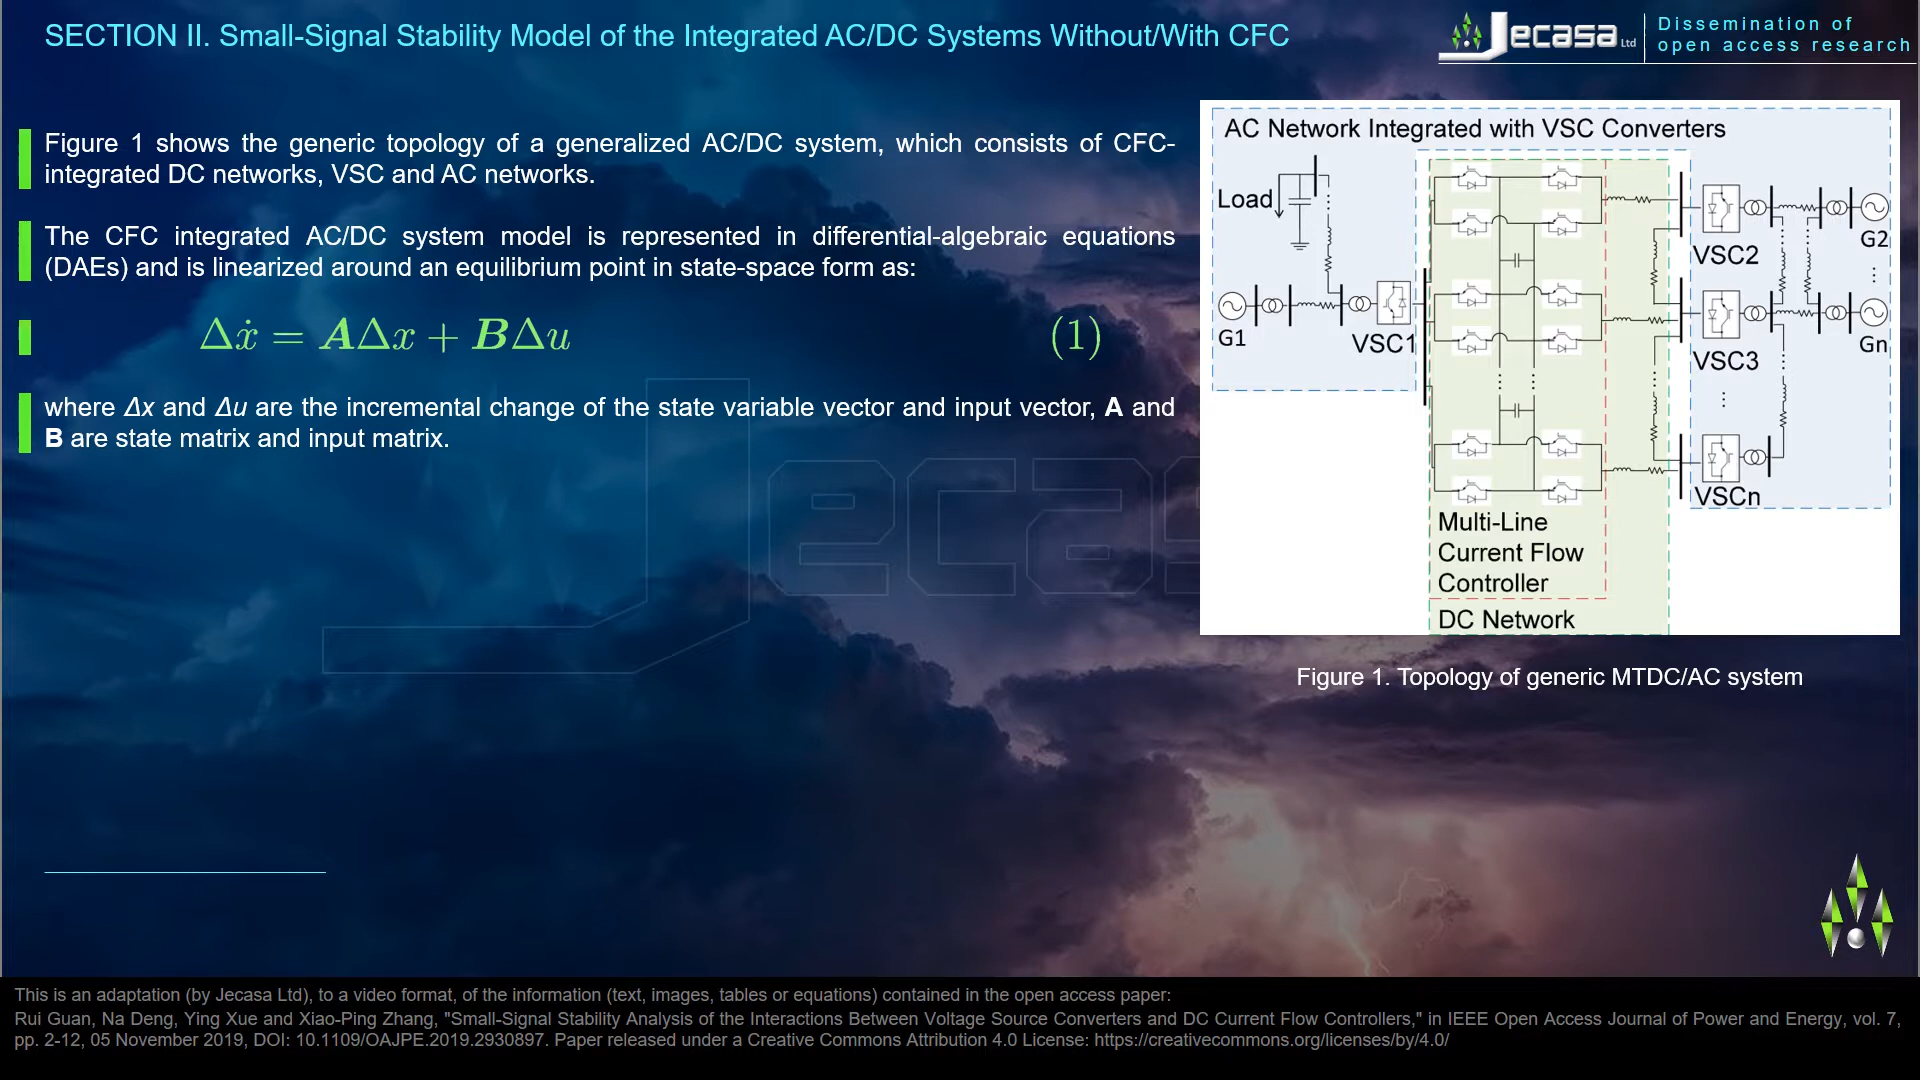 SECTION II. Small-Signal Stability Model of the Integrated AC/DC Systems Without/With CFC
Jecasa Ltd
Dissemination of
open access research
Figure 1 shows the generic topology of a generalized AC/DC system, which consists of CFC-
integrated DC networks, VSC and AC networks.
The CFC integrated AC/DC system model is represented in differential-algebraic equations
(DAEs) and is linearized around an equilibrium point in state-space form as:
Δẋ = AΔx + BΔu (1)
where Δx and Δu are the incremental change of the state variable vector and input vector, A and
B are state matrix and input matrix.
Jecas
AC Network Integrated with VSC Converters
Load
G1
VSC1
VSC2
G2
VSC3
Gn
VSCn
Multi-Line
Current Flow
Controller
DC Network
Figure 1. Topology of generic MTDC/AC system
This is an adaptation (by Jecasa Ltd), to a video format, of the information (text, images, tables or equations) contained in the open access paper:
Rui Guan, Na Deng, Ying Xue and Xiao-Ping Zhang, "Small-Signal Stability Analysis of the Interactions Between Voltage Source Converters and DC Current Flow Controllers," in IEEE Open Access Journal of Power and Energy, vol. 7,
pp. 2-12, 05 November 2019, DOI: 10.1109/OAJPE.2019.2930897. Paper released under a Creative Commons Attribution 4.0 License: https://creativecommons.org/licenses/by/4.0/